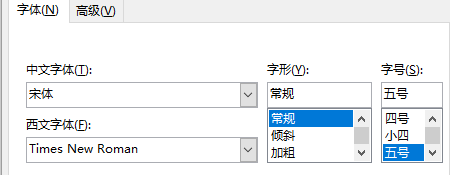 字体(N) 高级(V)
中文字体(T): 字形(Y): 字号(S):
宋体 常规 五号
常规 四号
西文字体(F): 倾斜 小四
Times New Roman 加粗 五号